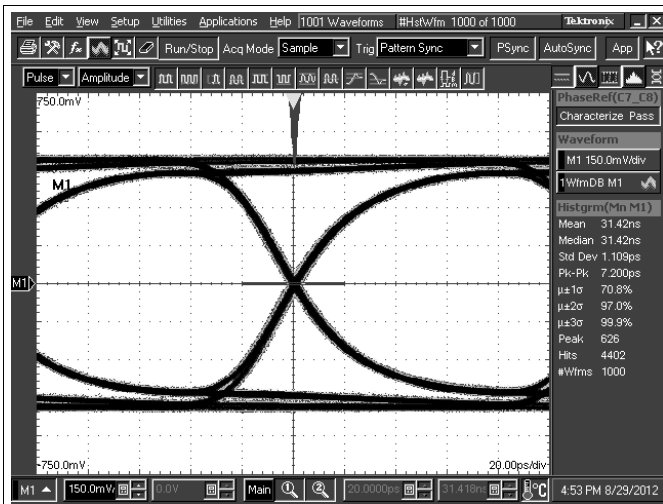 File Edit View Setup Utilities Applications Help 1001 Waveforms #HstWfm 1000 of 1000 Tektronix
Run/Stop Acq Mode Sample Trig Pattern Sync PSync AutoSync App
Pulse Amplitude
750.0mV
PhaseRef(C7_C8)
Characterize Pass
Waveform
M1 150.0mV/div
1WfmDB M1
M1
Histgrm(Mn M1)
Mean 31.42ns
Median 31.42ns
Std Dev 1.109ps
Pk-Pk 7.200ps
µ±1σ 70.8%
µ±2σ 97.0%
µ±3σ 99.9%
Peak 626
Hits 4402
#Wfms 1000
M1
-750.0mV
20.00ps/div
M1 150.0mV/ 0.0V Main 1 2 20.0000ps 31.418ns °C 4:53 PM 8/29/2012